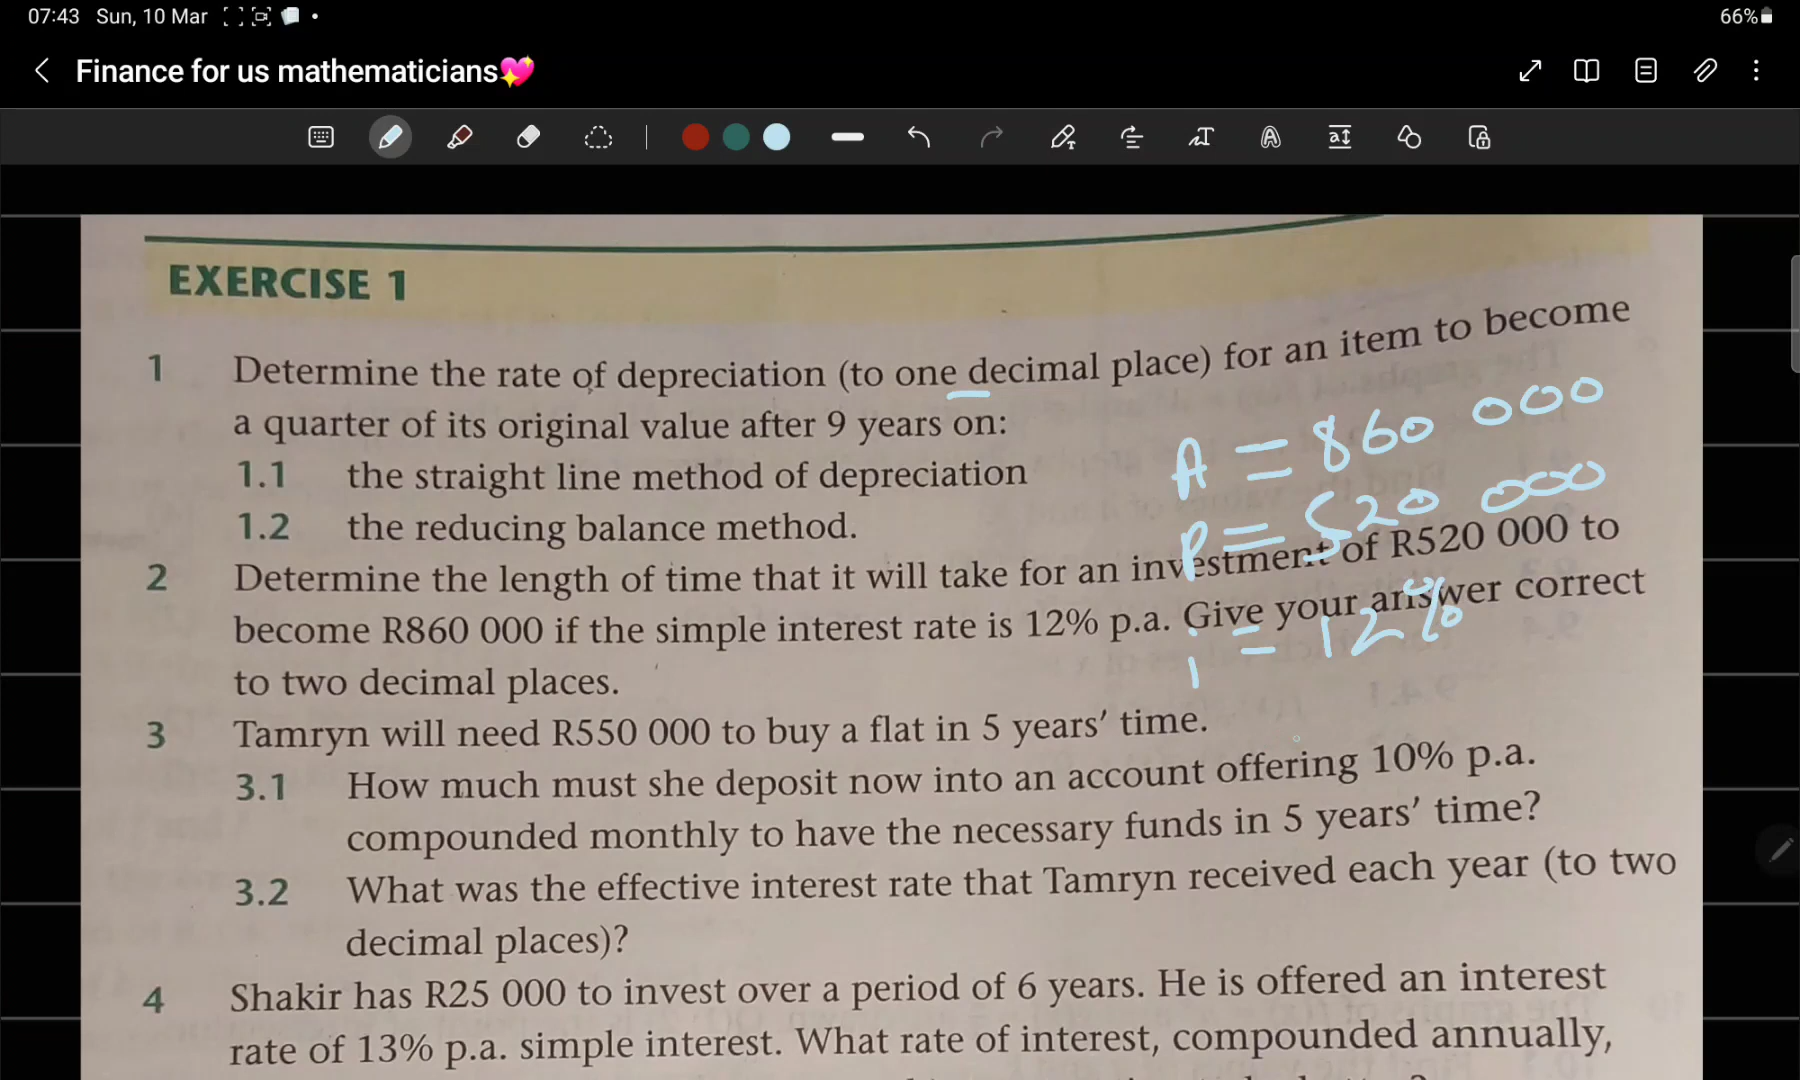 07:43 Sun, 10 Mar
66%
Finance for us mathematicians💖
EXERCISE 1
1 Determine the rate of depreciation (to one decimal place) for an item to become
a quarter of its original value after 9 years on:
1.1 the straight line method of depreciation
1.2 the reducing balance method.
A = 860 000
P = 520 000
i = 12%
2 Determine the length of time that it will take for an investment of R520 000 to
become R860 000 if the simple interest rate is 12% p.a. Give your answer correct
to two decimal places.
3 Tamryn will need R550 000 to buy a flat in 5 years' time.
3.1 How much must she deposit now into an account offering 10% p.a.
compounded monthly to have the necessary funds in 5 years' time?
3.2 What was the effective interest rate that Tamryn received each year (to two
decimal places)?
4 Shakir has R25 000 to invest over a period of 6 years. He is offered an interest
rate of 13% p.a. simple interest. What rate of interest, compounded annually,